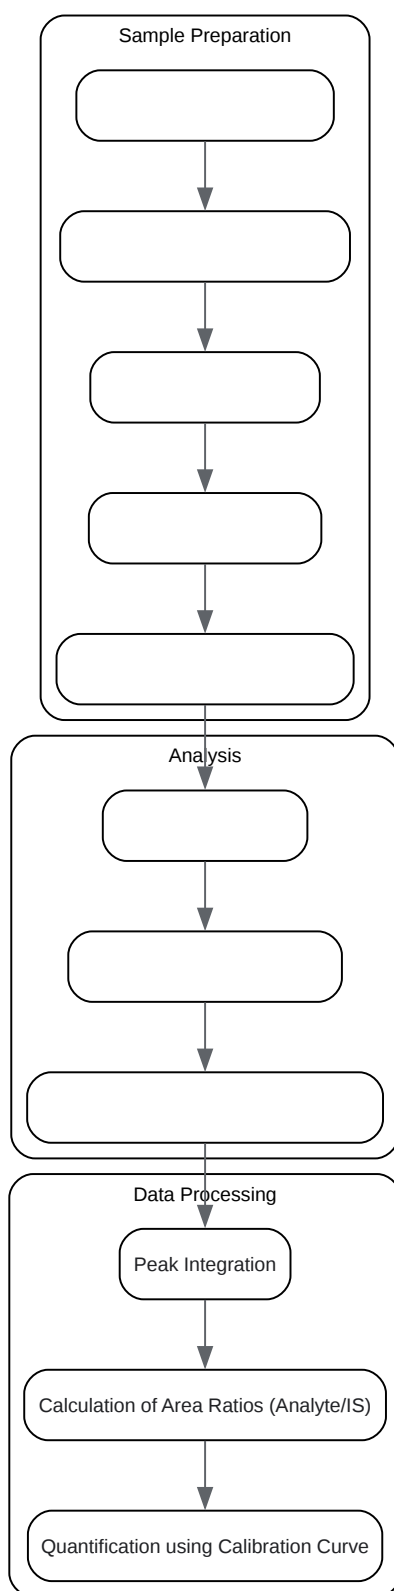 Sample Preparation
Analysis
Data Processing
Peak Integration
Calculation of Area Ratios (Analyte/IS)
Quantification using Calibration Curve